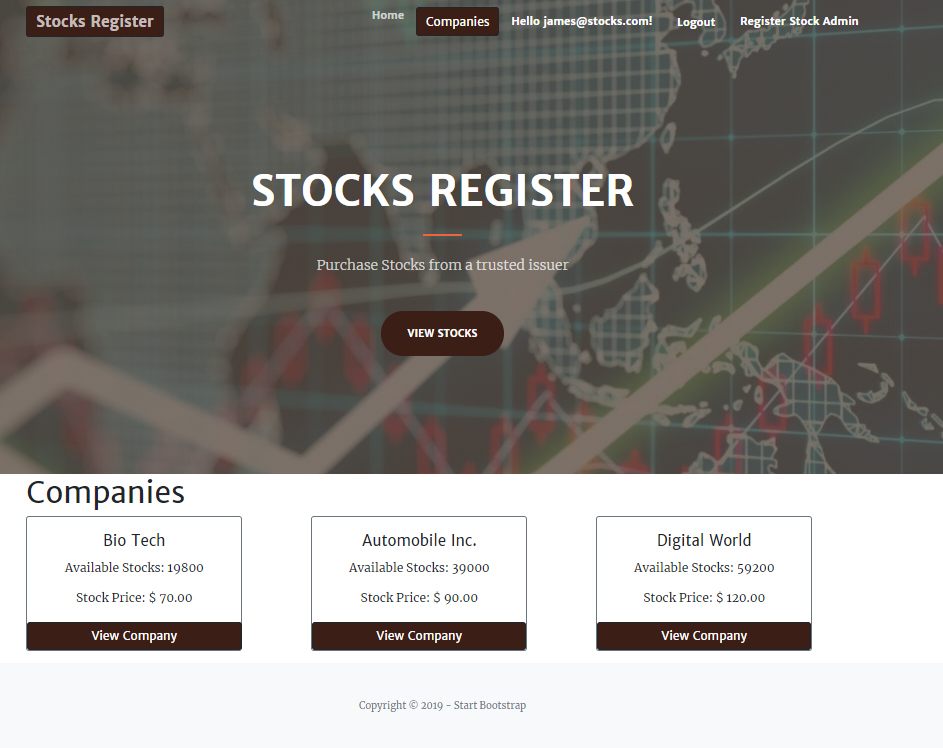 Stocks Register
Home
Companies
Hello james@stocks.com!
Logout
Register Stock Admin
STOCKS REGISTER
Purchase Stocks from a trusted issuer
VIEW STOCKS
Companies
Bio Tech
Available Stocks: 19800
Stock Price: $ 70.00
View Company
Automobile Inc.
Available Stocks: 39000
Stock Price: $ 90.00
View Company
Digital World
Available Stocks: 59200
Stock Price: $ 120.00
View Company
Copyright © 2019 - Start Bootstrap